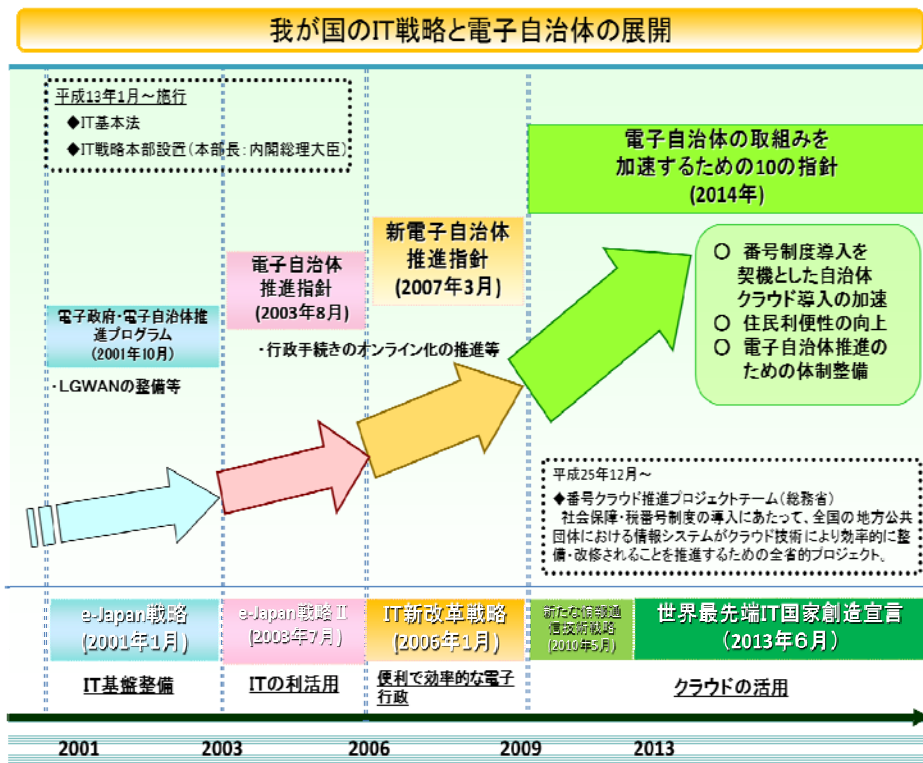 我が国のIT戦略と電子自治体の展開
平成13年1月～施行
◆IT基本法
◆IT戦略本部設置(本部長:内閣総理大臣)
電子自治体の取組みを
加速するための10の指針
(2014年)
新電子自治体
推進指針
(2007年3月)
電子自治体
推進指針
(2003年8月)
電子政府・電子自治体推
進プログラム
(2001年10月)
○ 番号制度導入を
契機とした自治体
クラウド導入の加速
○ 住民利便性の向上
○ 電子自治体推進の
ための体制整備
・行政手続きのオンライン化の推進等
・LGWANの整備等
平成25年12月～
◆番号クラウド推進プロジェクトチーム(総務省)
社会保障・税番号制度の導入にあたって、全国の地方公共
団体における情報システムがクラウド技術により効率的に整
備・改修されることを推進するための全省的プロジェクト。
e-Japan戦略
(2001年1月)
e-Japan戦略Ⅱ
(2003年7月)
IT新改革戦略
(2006年1月)
新たな情報通
信技術戦略
(2010年5月)
世界最先端IT国家創造宣言
(2013年6月)
IT基盤整備
ITの利活用
便利で効率的な電子
行政
クラウドの活用
2001 2003 2006 2009 2013